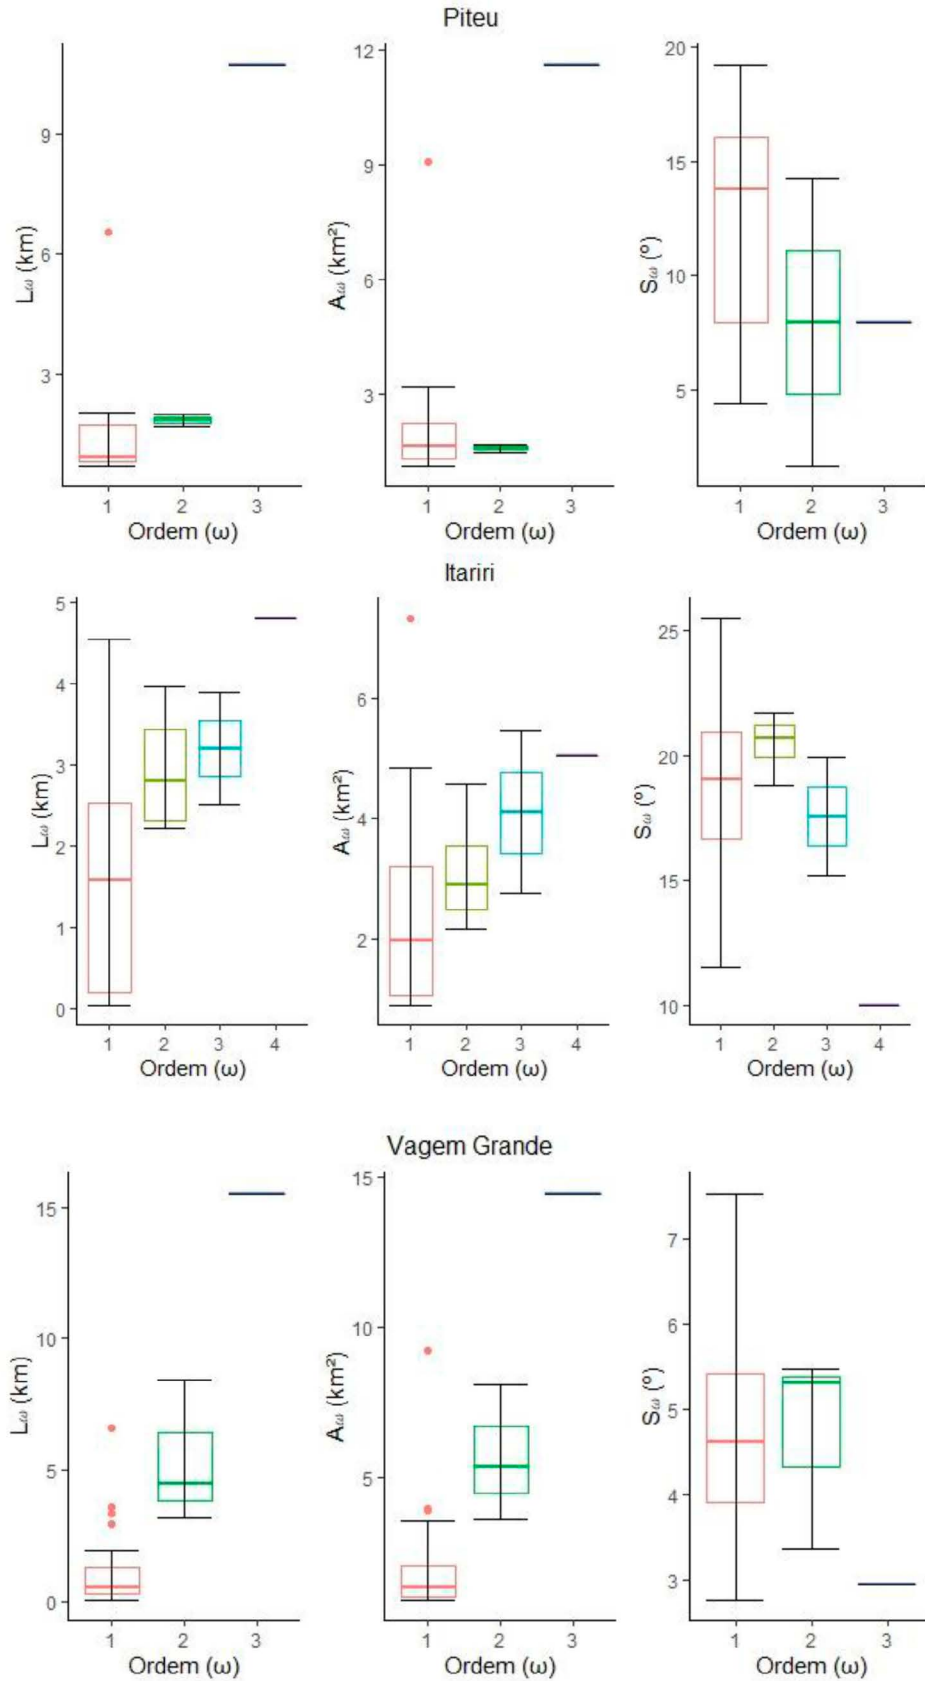 Piteu
Lω (km)
9
6
3
1 2 3
Ordem (ω)
Aω (km²)
12
9
6
3
1 2 3
Ordem (ω)
Sω (º)
20
15
10
5
1 2 3
Ordem (ω)
Itariri
Lω (km)
5
4
3
2
1
0
1 2 3 4
Ordem (ω)
Aω (km²)
6
4
2
1 2 3 4
Ordem (ω)
Sω (º)
25
20
15
10
1 2 3 4
Ordem (ω)
Vagem Grande
Lω (km)
15
10
5
0
1 2 3
Ordem (ω)
Aω (km²)
15
10
5
1 2 3
Ordem (ω)
Sω (º)
7
6
5
4
3
1 2 3
Ordem (ω)